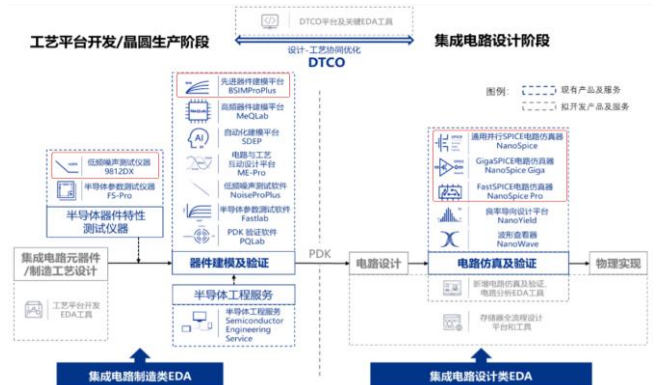 DTCO平台及关键EDA工具
工艺平台开发/晶圆生产阶段
设计-工艺协同优化
DTCO
集成电路设计阶段
图例：
现有产品及服务
拟开发产品及服务
先进器件建模平台
BSIMProPlus
高频器件建模平台
MeQLab
自动化建模平台
SDEP
AI
电路与工艺
互动设计平台
ME-Pro
低频噪声测试软件
NoiseProPlus
半导体参数测试软件
Fastlab
PDK 验证软件
PQLab
低频噪声测试仪器
9812DX
半导体参数测试仪器
FS-Pro
半导体器件特性
测试仪器
通用并行SPICE电路仿真器
NanoSpice
GigaSPICE电路仿真器
NanoSpice Giga
FastSPICE电路仿真器
NanoSpice Pro
良率导向设计平台
NanoYield
波形查看器
NanoWave
集成电路元器件
/制造工艺设计
器件建模及验证
PDK
电路设计
电路仿真及验证
物理实现
工艺平台开发
EDA工具
半导体工程服务
半导体工程服务
Semiconductor
Engineering
Service
新增电路仿真及验证、
电路分析EDA工具
存储器全流程设计
平台和工具
集成电路制造类EDA
集成电路设计类EDA